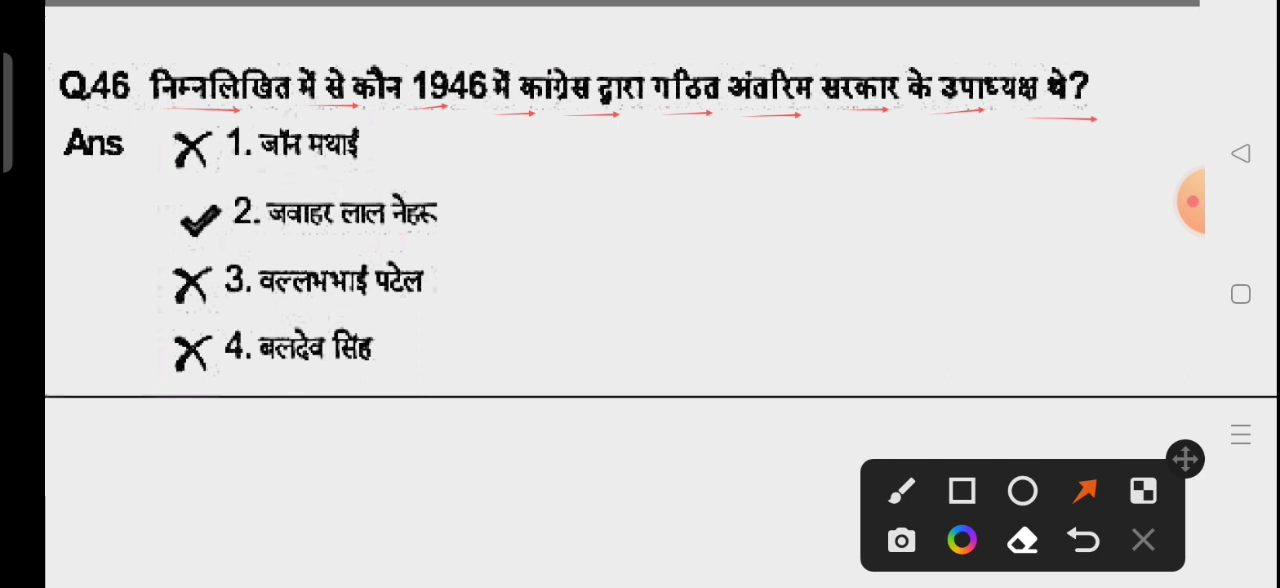 Q.46 निम्नलिखित में से कौन 1946 में कांग्रेस द्वारा गठित अंतरिम सरकार के उपाध्यक्ष थे?
Ans 1. जॉन मथाई
2. जवाहर लाल नेहरू
3. वल्लभभाई पटेल
4. बलदेव सिंह